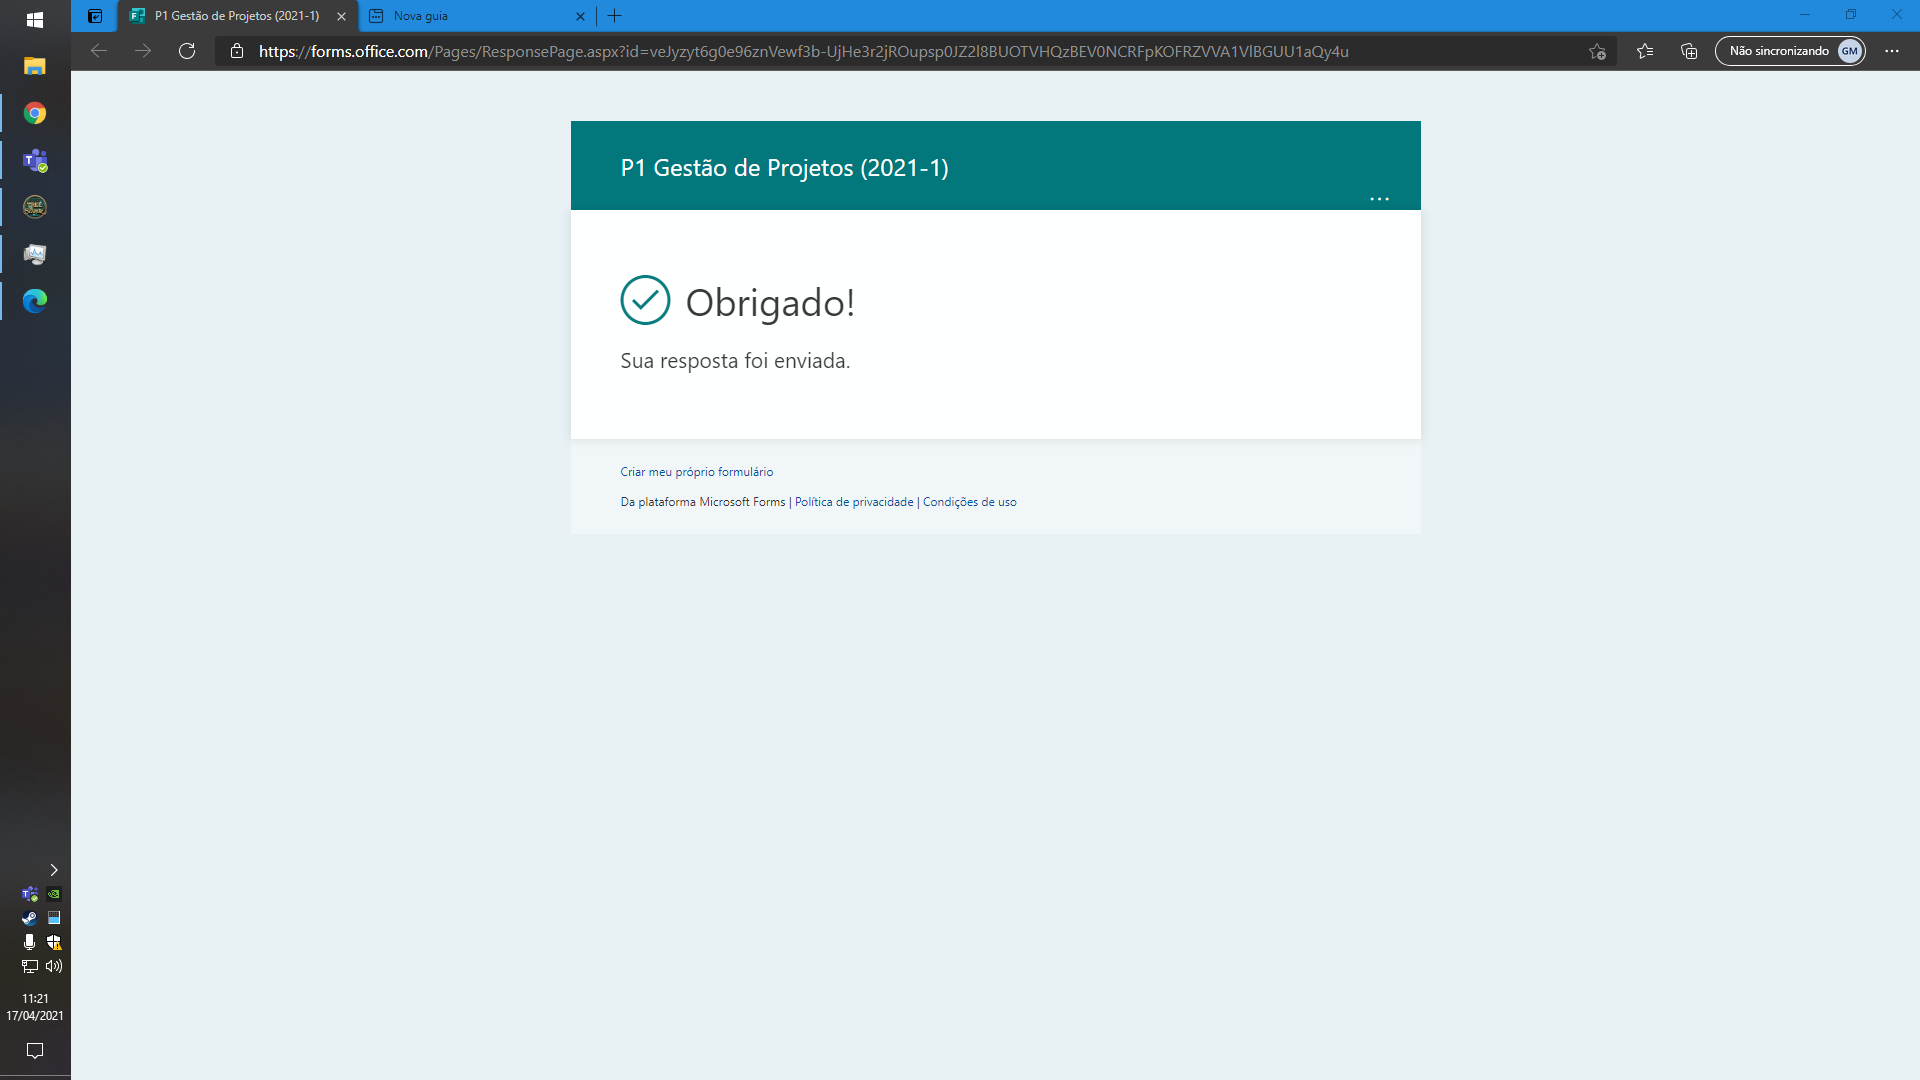 P1 Gestão de Projetos (2021-1)
Nova guia
https://forms.office.com/Pages/ResponsePage.aspx?id=veJyzyt6g0e96znVewf3b-UjHe3r2jROupsp0JZ2l8BUOTVHQzBEV0NCRFpKOFRZVVA1VlBGUU1aQy4u
Não sincronizando
GM
P1 Gestão de Projetos (2021-1)
Obrigado!
Sua resposta foi enviada.
Criar meu próprio formulário
Da plataforma Microsoft Forms | Política de privacidade | Condições de uso
11:21
17/04/2021